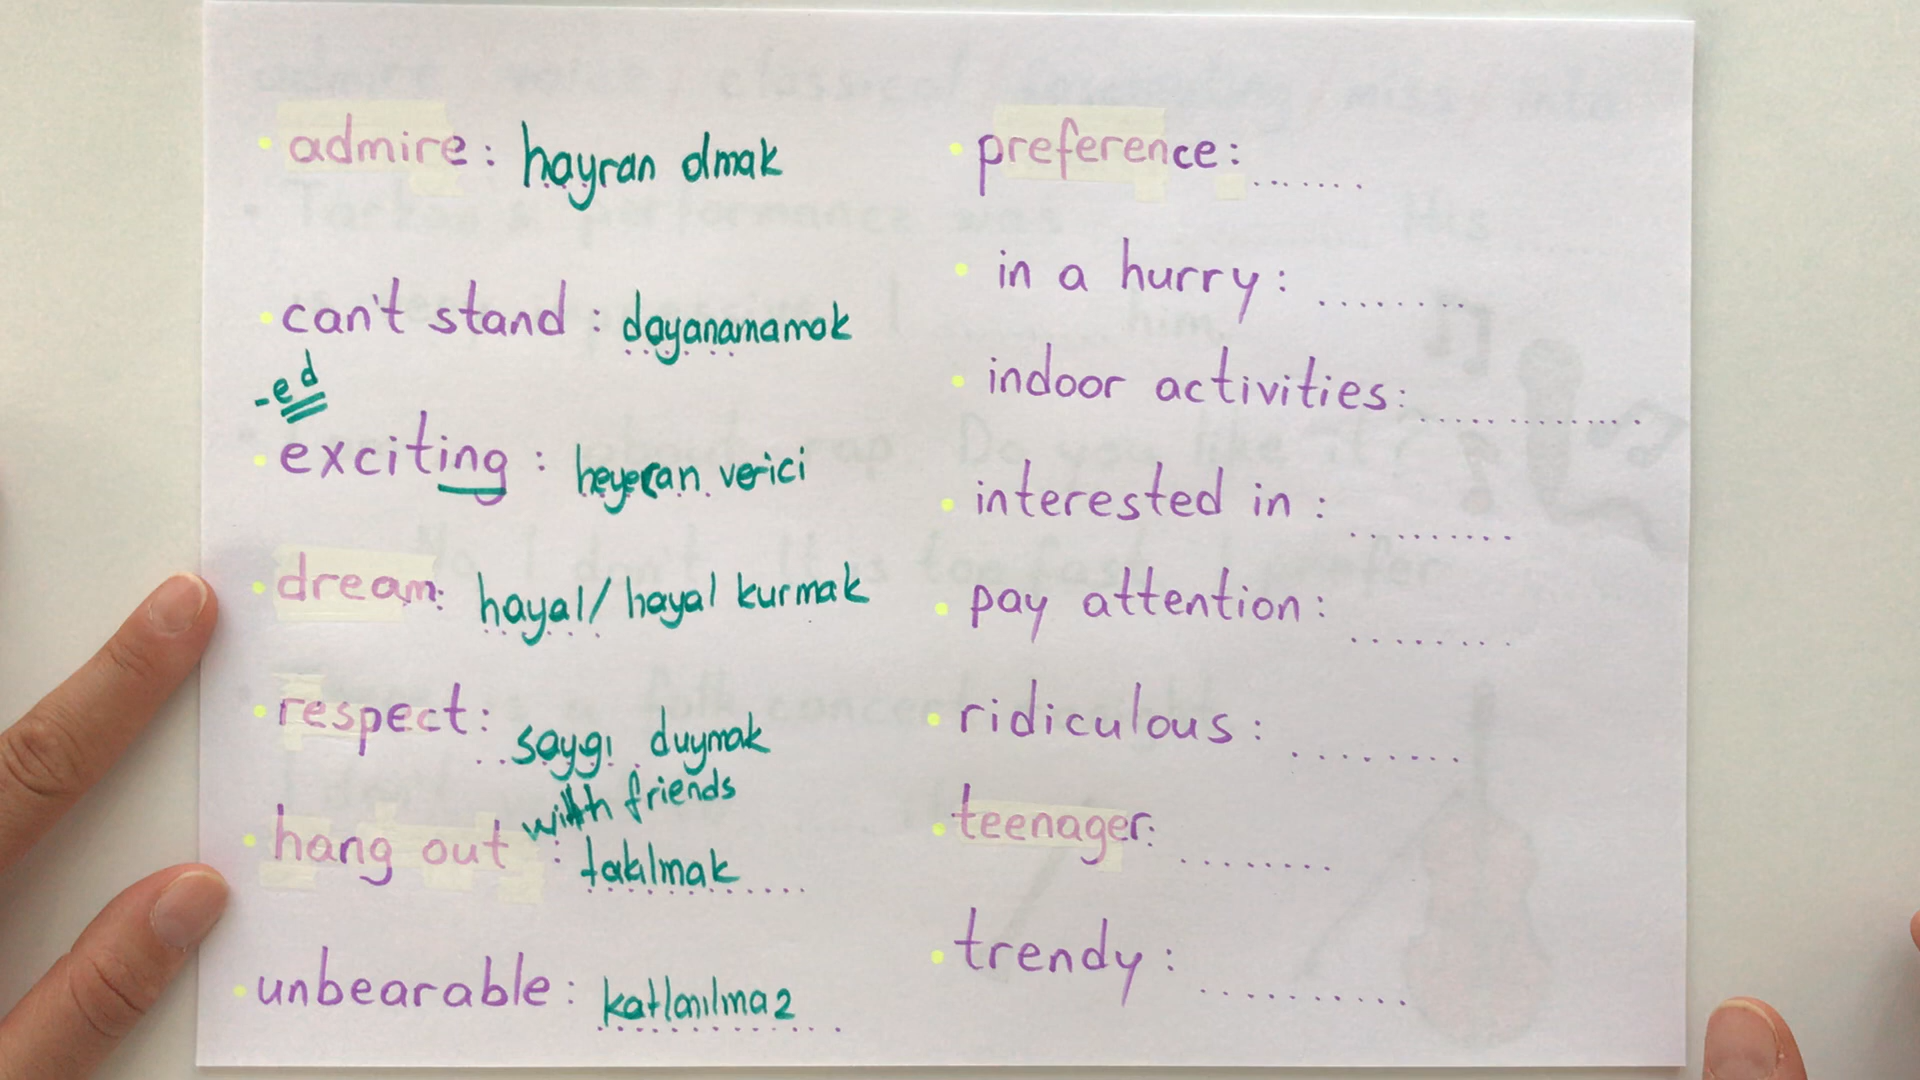 admire: hayran olmak
can't stand: dayanamamak
-ed
exciting: heyecan verici
dream: hayal/hayal kurmak
respect: saygı duymak
with friends
hang out: takılmak
unbearable: katlanılmaz
preference: .......
in a hurry: ........
indoor activities: .............
interested in: .........
pay attention: ........
ridiculous: ........
teenager: ........
trendy: ..........